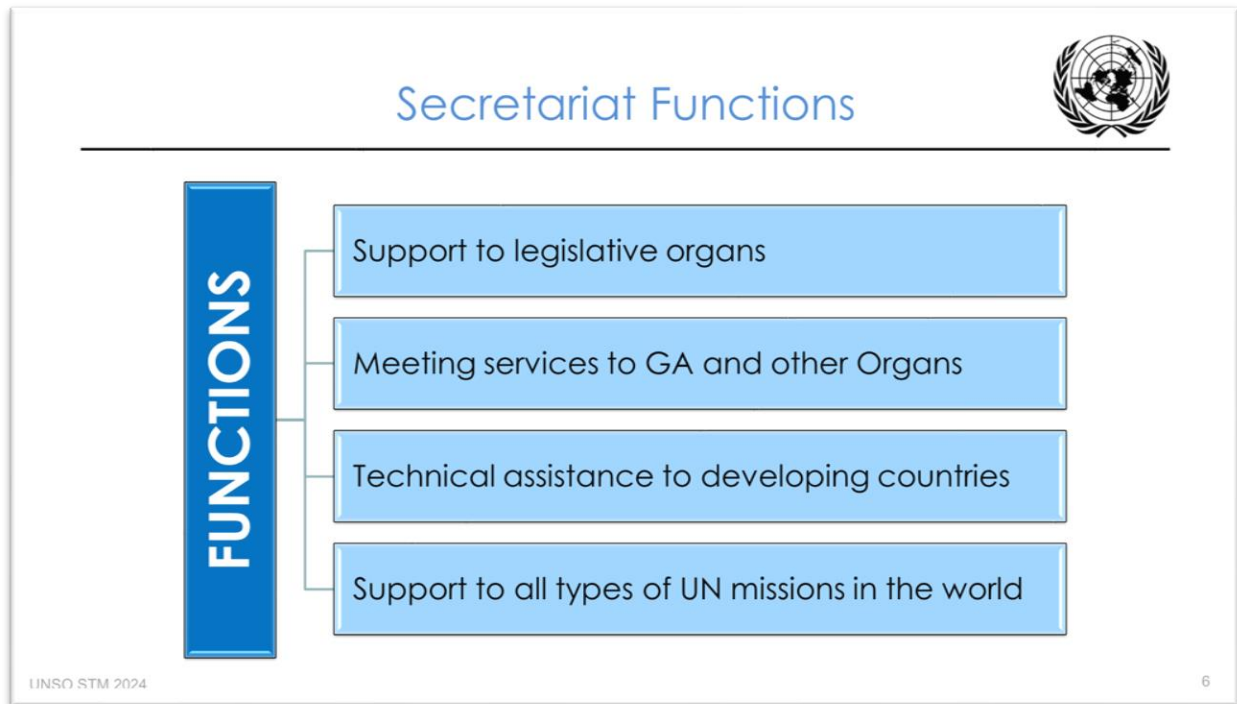 Secretariat Functions
FUNCTIONS
Support to legislative organs
Meeting services to GA and other Organs
Technical assistance to developing countries
Support to all types of UN missions in the world
UNSO STM 2024
6